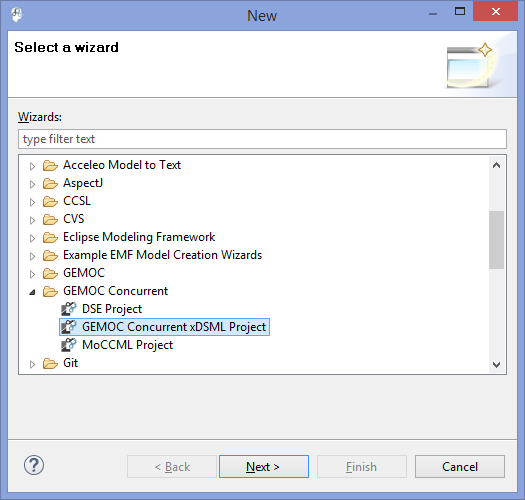 New
Select a wizard
Wizards:
type filter text
Acceleo Model to Text
AspectJ
CCSL
CVS
Eclipse Modeling Framework
Example EMF Model Creation Wizards
GEMOC
GEMOC Concurrent
DSE Project
GEMOC Concurrent xDSML Project
MoCCML Project
Git
?
< Back
Next >
Finish
Cancel